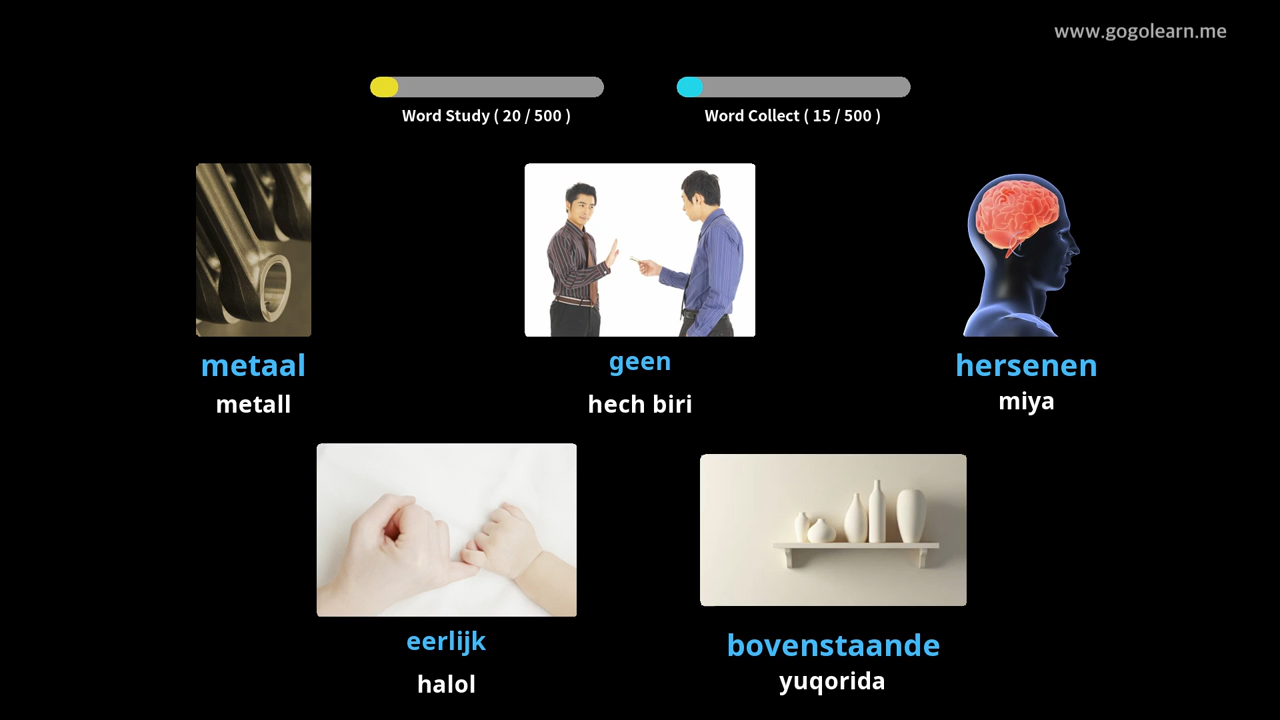 www.gogolearn.me
Word Study ( 20 / 500 )
Word Collect ( 15 / 500 )
metaal
metall
geen
hech biri
hersenen
miya
eerlijk
halol
bovenstaande
yuqorida